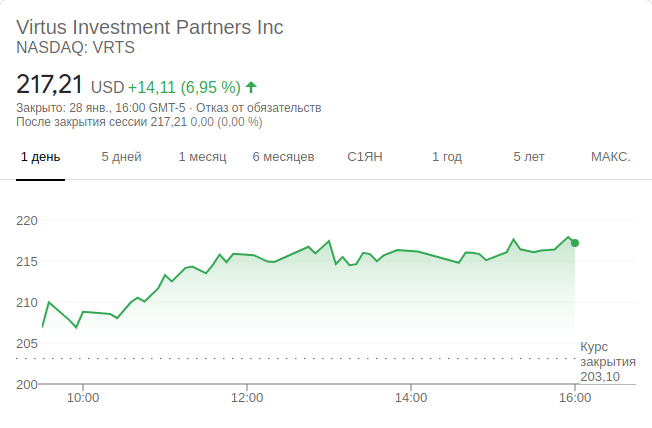 Virtus Investment Partners Inc
NASDAQ: VRTS
217,21 USD +14,11 (6,95 %)
Закрыто: 28 янв., 16:00 GMT-5 · Отказ от обязательств
После закрытия сессии 217,21 0,00 (0,00 %)
1 день 5 дней 1 месяц 6 месяцев С1ЯН 1 год 5 лет МАКС.
220
215
210
205
Курс
закрытия
203,10
200
10:00 12:00 14:00 16:00